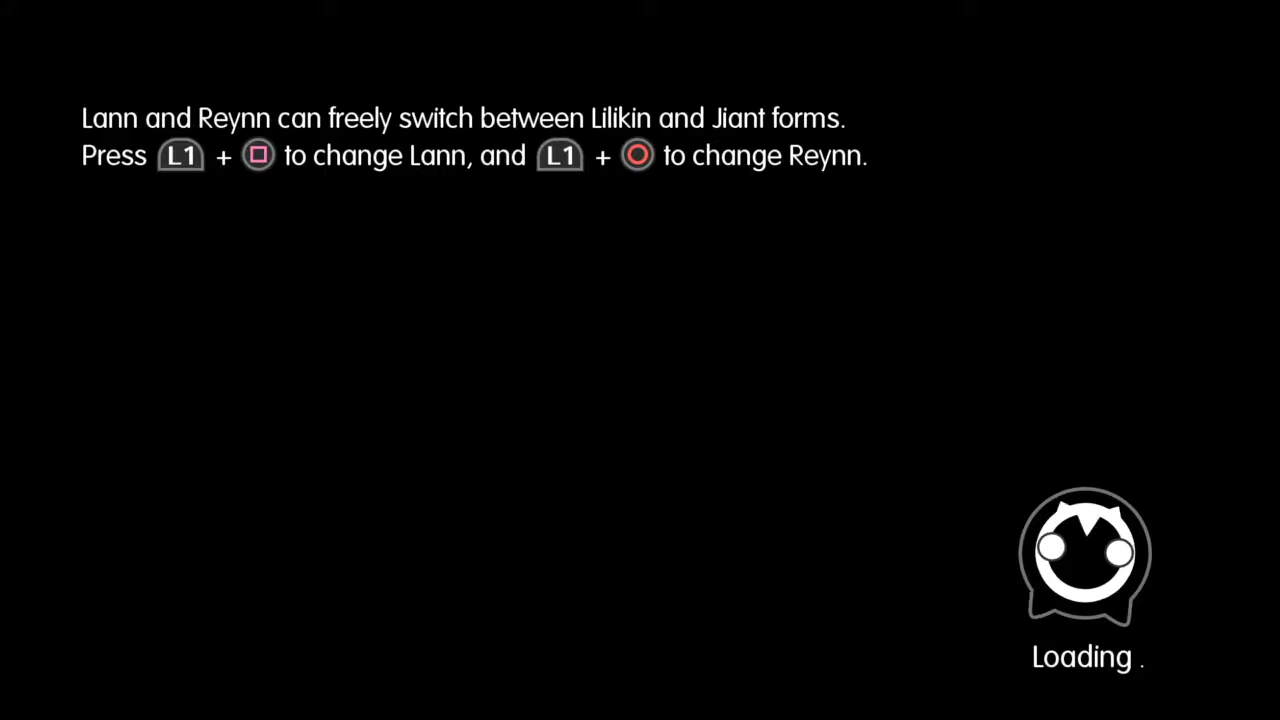 Lann and Reynn can freely switch between Lilikin and Jiant forms.
Press L1 + to change Lann, and L1 + to change Reynn.
Loading .